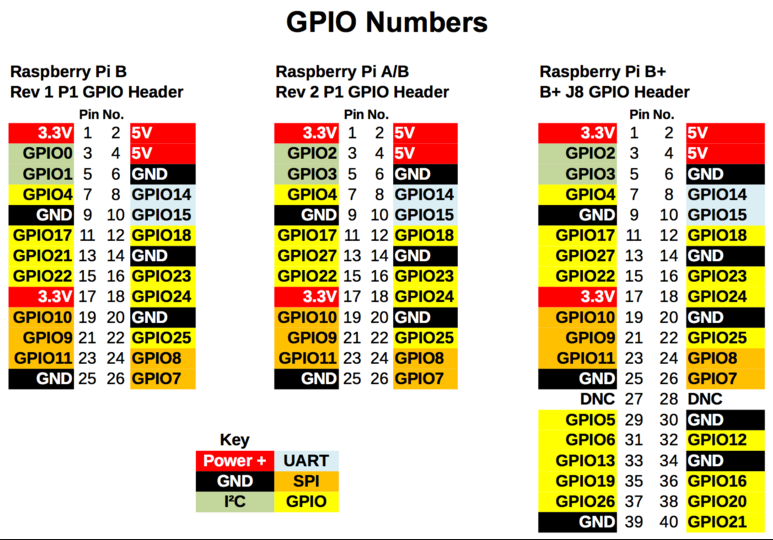 GPIO Numbers
Raspberry Pi B
Rev 1 P1 GPIO Header
Pin No.
3.3V 1 2 5V
GPIO0 3 4 5V
GPIO1 5 6 GND
GPIO4 7 8 GPIO14
GND 9 10 GPIO15
GPIO17 11 12 GPIO18
GPIO21 13 14 GND
GPIO22 15 16 GPIO23
3.3V 17 18 GPIO24
GPIO10 19 20 GND
GPIO9 21 22 GPIO25
GPIO11 23 24 GPIO8
GND 25 26 GPIO7
Raspberry Pi A/B
Rev 2 P1 GPIO Header
Pin No.
3.3V 1 2 5V
GPIO2 3 4 5V
GPIO3 5 6 GND
GPIO4 7 8 GPIO14
GND 9 10 GPIO15
GPIO17 11 12 GPIO18
GPIO27 13 14 GND
GPIO22 15 16 GPIO23
3.3V 17 18 GPIO24
GPIO10 19 20 GND
GPIO9 21 22 GPIO25
GPIO11 23 24 GPIO8
GND 25 26 GPIO7
Raspberry Pi B+
B+ J8 GPIO Header
Pin No.
3.3V 1 2 5V
GPIO2 3 4 5V
GPIO3 5 6 GND
GPIO4 7 8 GPIO14
GND 9 10 GPIO15
GPIO17 11 12 GPIO18
GPIO27 13 14 GND
GPIO22 15 16 GPIO23
3.3V 17 18 GPIO24
GPIO10 19 20 GND
GPIO9 21 22 GPIO25
GPIO11 23 24 GPIO8
GND 25 26 GPIO7
DNC 27 28 DNC
GPIO5 29 30 GND
GPIO6 31 32 GPIO12
GPIO13 33 34 GND
GPIO19 35 36 GPIO16
GPIO26 37 38 GPIO20
GND 39 40 GPIO21
Key
Power + UART
GND SPI
I²C GPIO